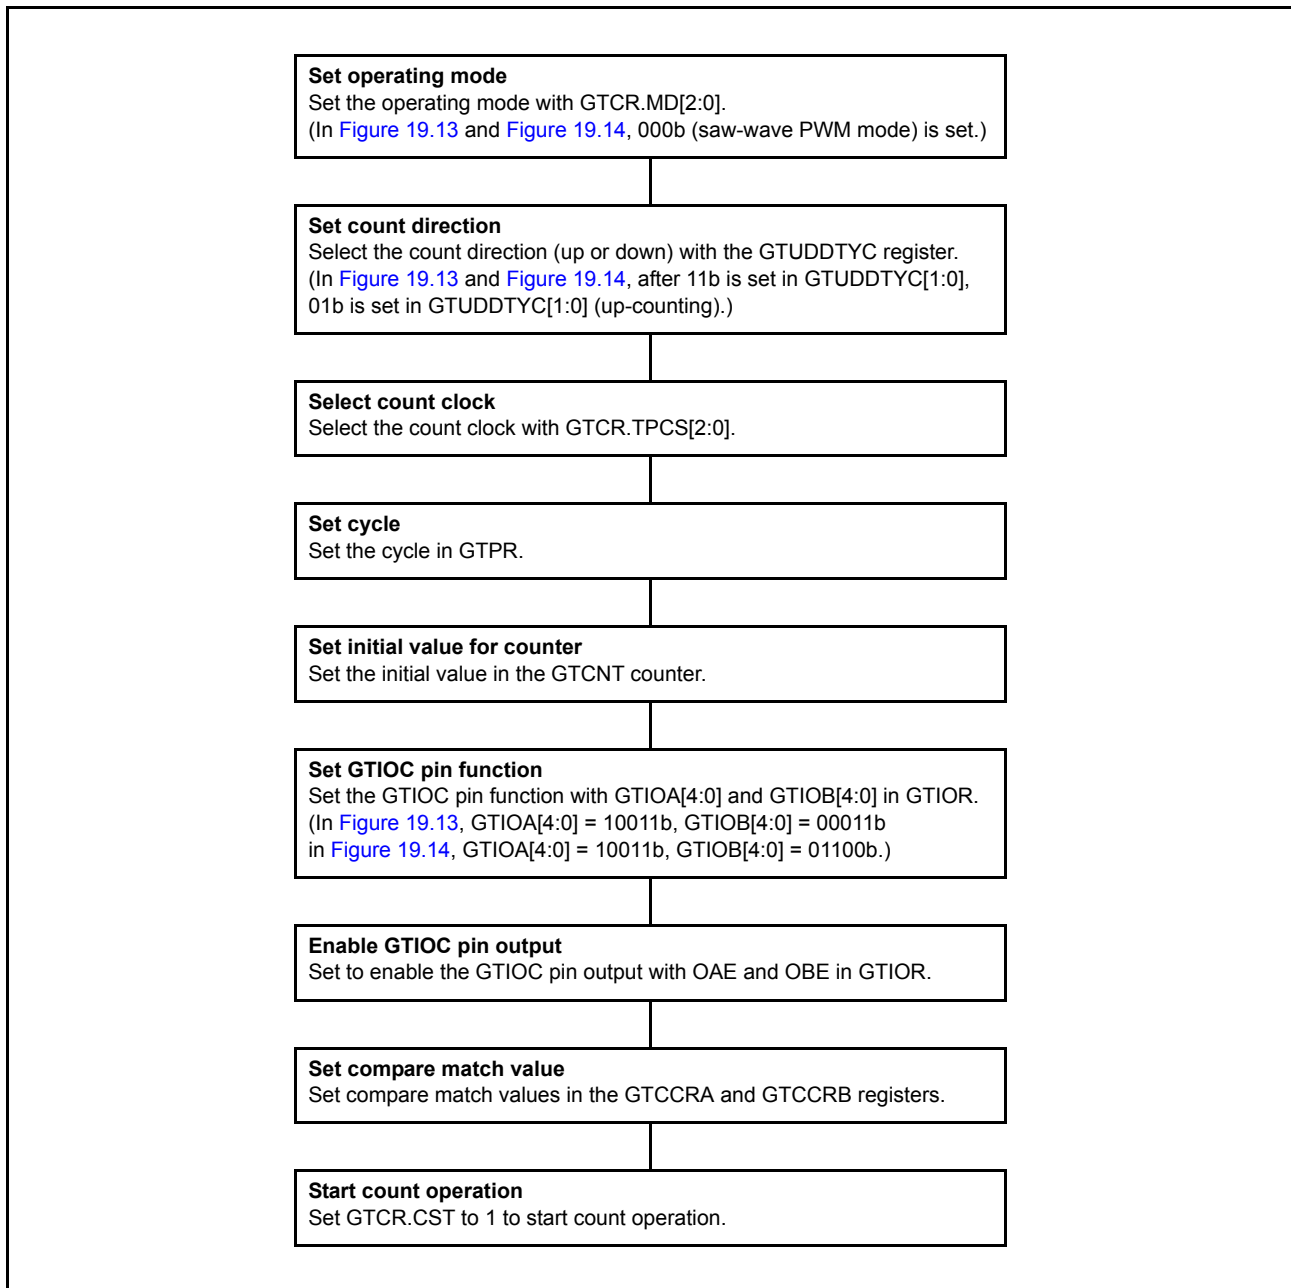 Set operating mode
Set the operating mode with GTCR.MD[2:0].
(In Figure 19.13 and Figure 19.14, 000b (saw-wave PWM mode) is set.)
Set count direction
Select the count direction (up or down) with the GTUDDTYC register.
(In Figure 19.13 and Figure 19.14, after 11b is set in GTUDDTYC[1:0],
01b is set in GTUDDTYC[1:0] (up-counting).)
Select count clock
Select the count clock with GTCR.TPCS[2:0].
Set cycle
Set the cycle in GTPR.
Set initial value for counter
Set the initial value in the GTCNT counter.
Set GTIOC pin function
Set the GTIOC pin function with GTIOA[4:0] and GTIOB[4:0] in GTIOR.
(In Figure 19.13, GTIOA[4:0] = 10011b, GTIOB[4:0] = 00011b
in Figure 19.14, GTIOA[4:0] = 10011b, GTIOB[4:0] = 01100b.)
Enable GTIOC pin output
Set to enable the GTIOC pin output with OAE and OBE in GTIOR.
Set compare match value
Set compare match values in the GTCCRA and GTCCRB registers.
Start count operation
Set GTCR.CST to 1 to start count operation.